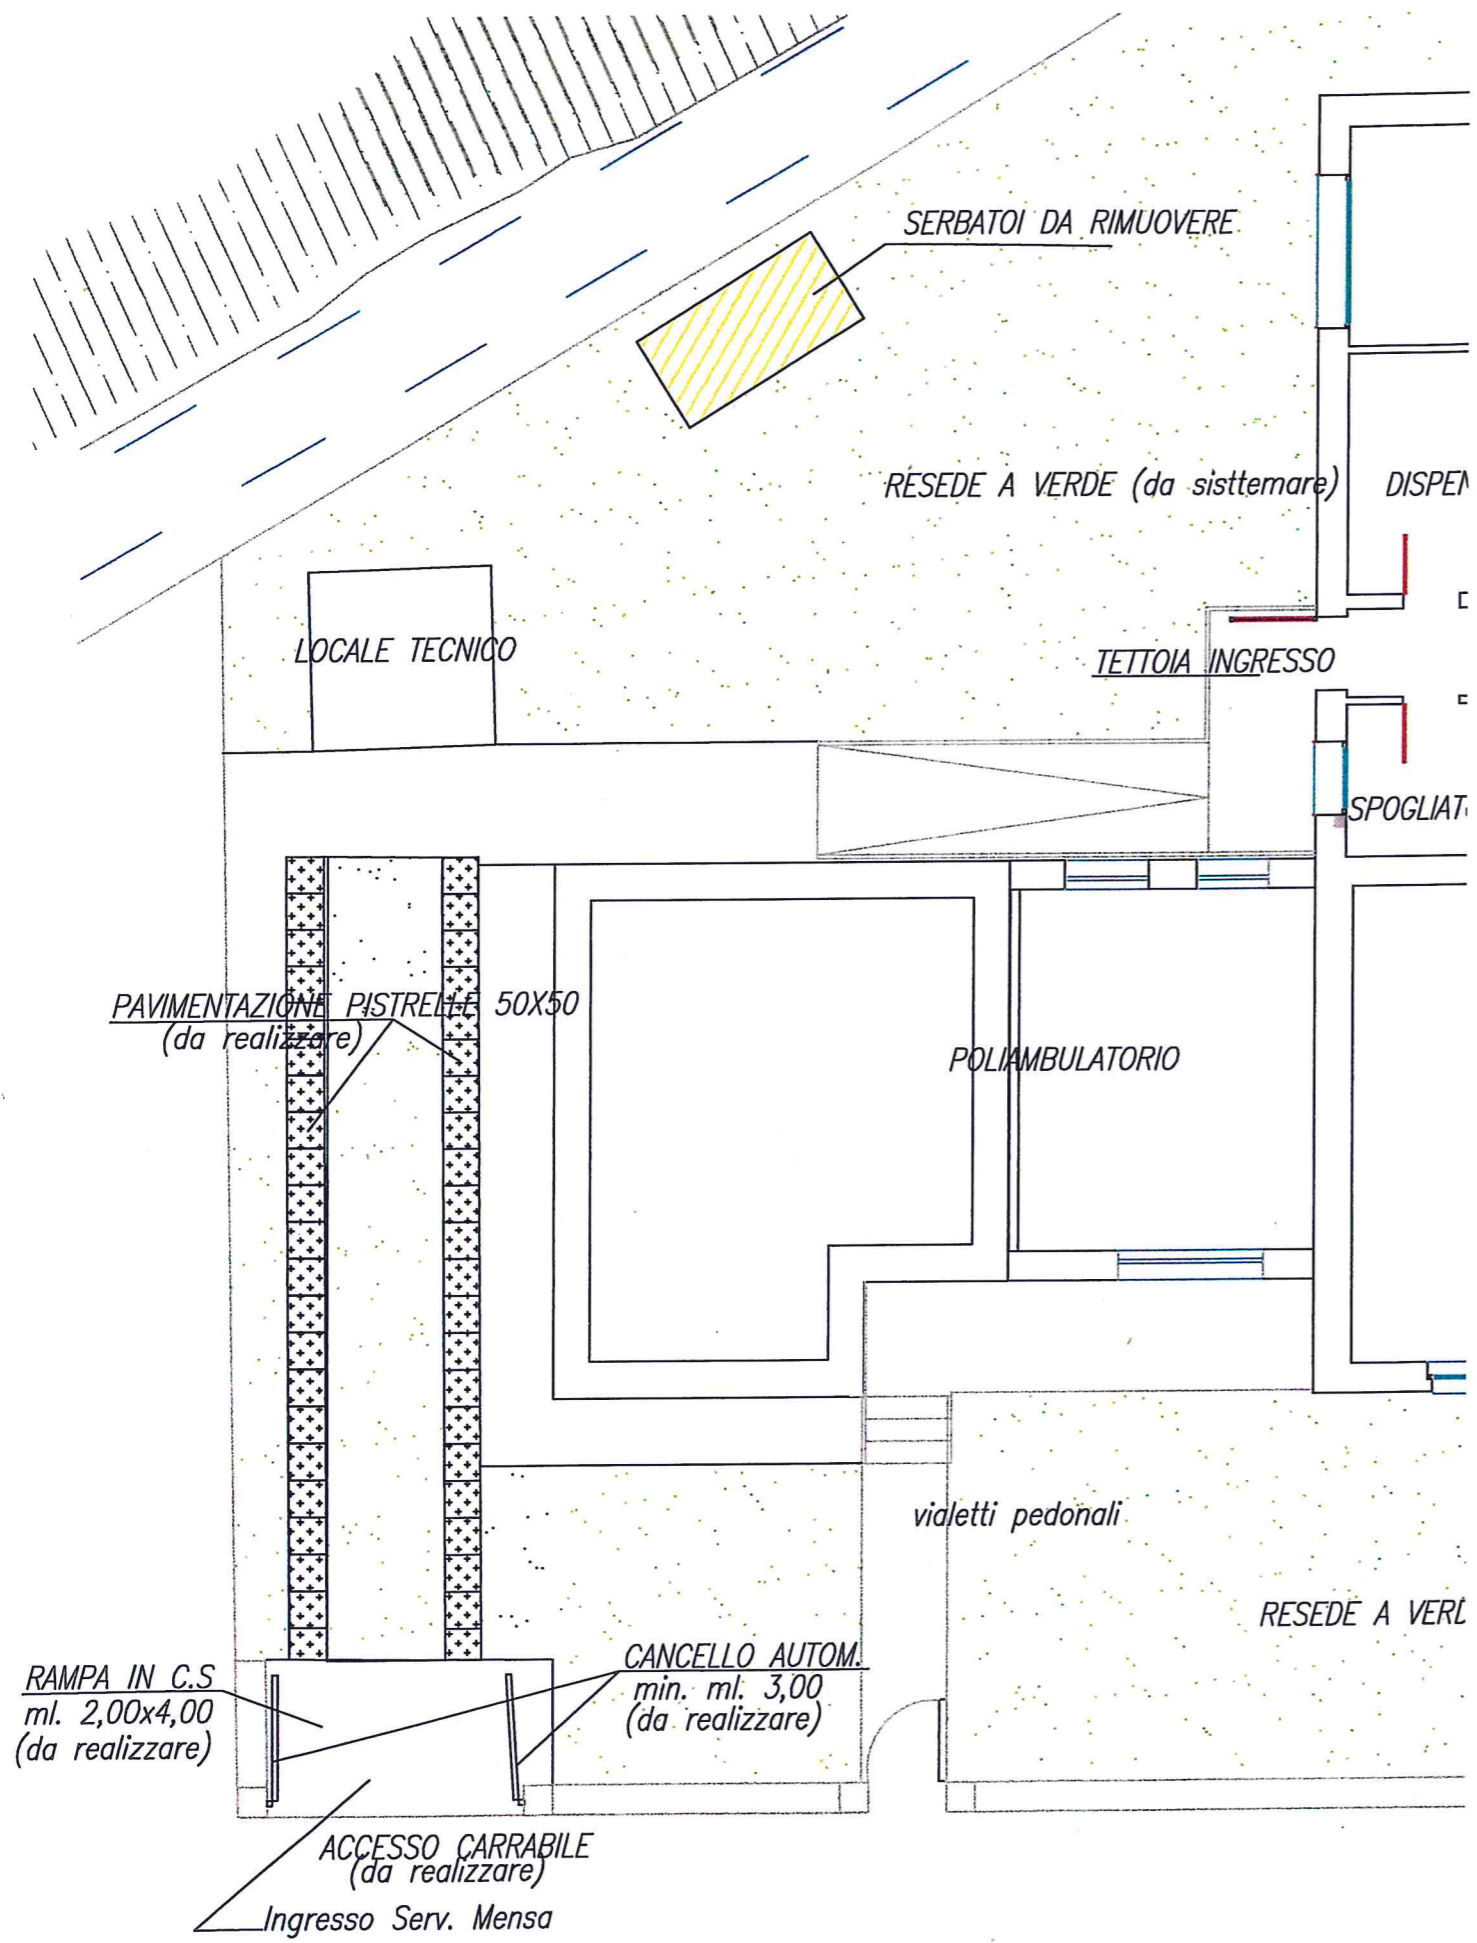 SERBATOI DA RIMUOVERE
RESEDE A VERDE (da sisttemare)
DISPEN
LOCALE TECNICO
TETTOIA INGRESSO
SPOGLIATO
PAVIMENTAZIONE PISTRELLE 50X50
(da realizzare)
POLIAMBULATORIO
vialetti pedonali
RESEDE A VERD
RAMPA IN C.S
ml. 2,00x4,00
(da realizzare)
CANCELLO AUTOM.
min. ml. 3,00
(da realizzare)
ACCESSO CARRABILE
(da realizzare)
Ingresso Serv. Mensa